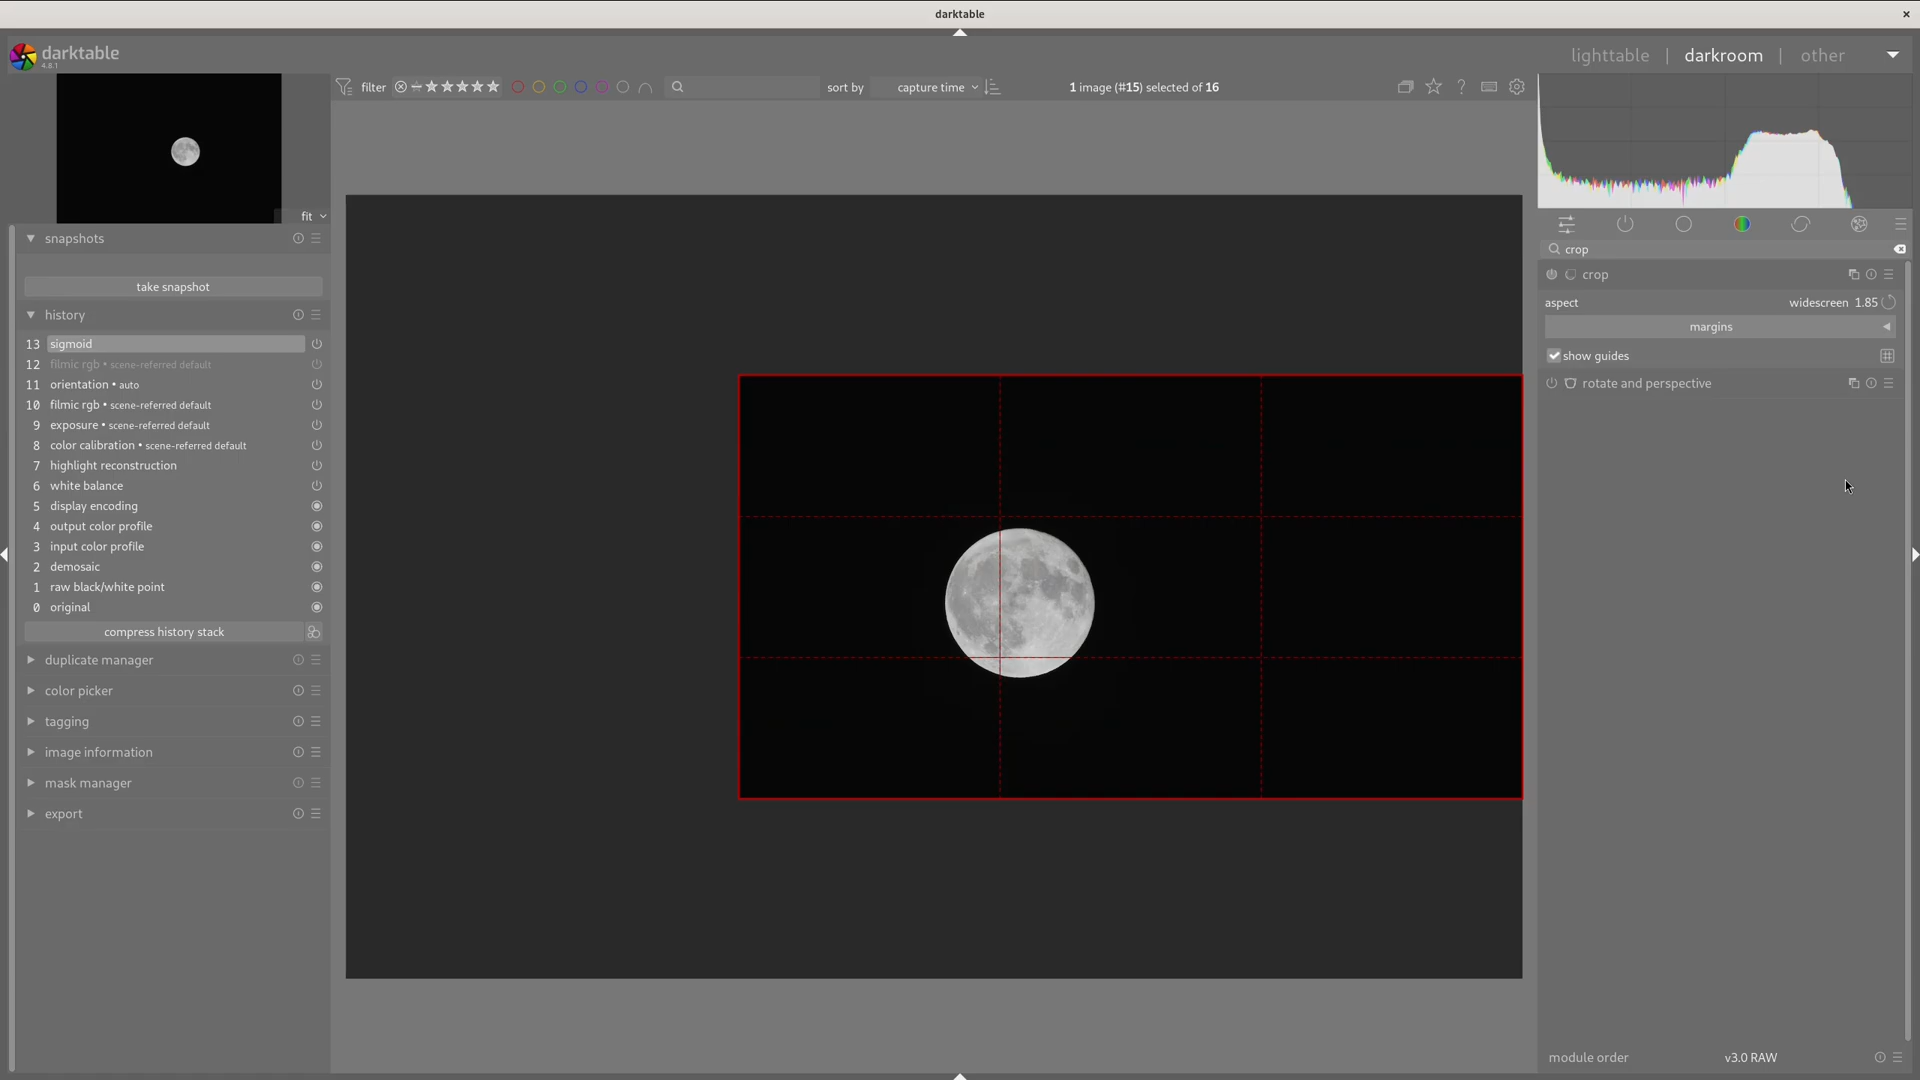 darktable
darktable
4.8.1
lighttable | darkroom | other
filter
sort by capture time
1 image (#15) selected of 16
fit
snapshots
take snapshot
history
13 sigmoid
12 filmic rgb • scene-referred default
11 orientation • auto
10 filmic rgb • scene-referred default
9 exposure • scene-referred default
8 color calibration • scene-referred default
7 highlight reconstruction
6 white balance
5 display encoding
4 output color profile
3 input color profile
2 demosaic
1 raw black/white point
0 original
compress history stack
duplicate manager
color picker
tagging
image information
mask manager
export
crop
crop
aspect widescreen 1.85
margins
show guides
rotate and perspective
module order v3.0 RAW